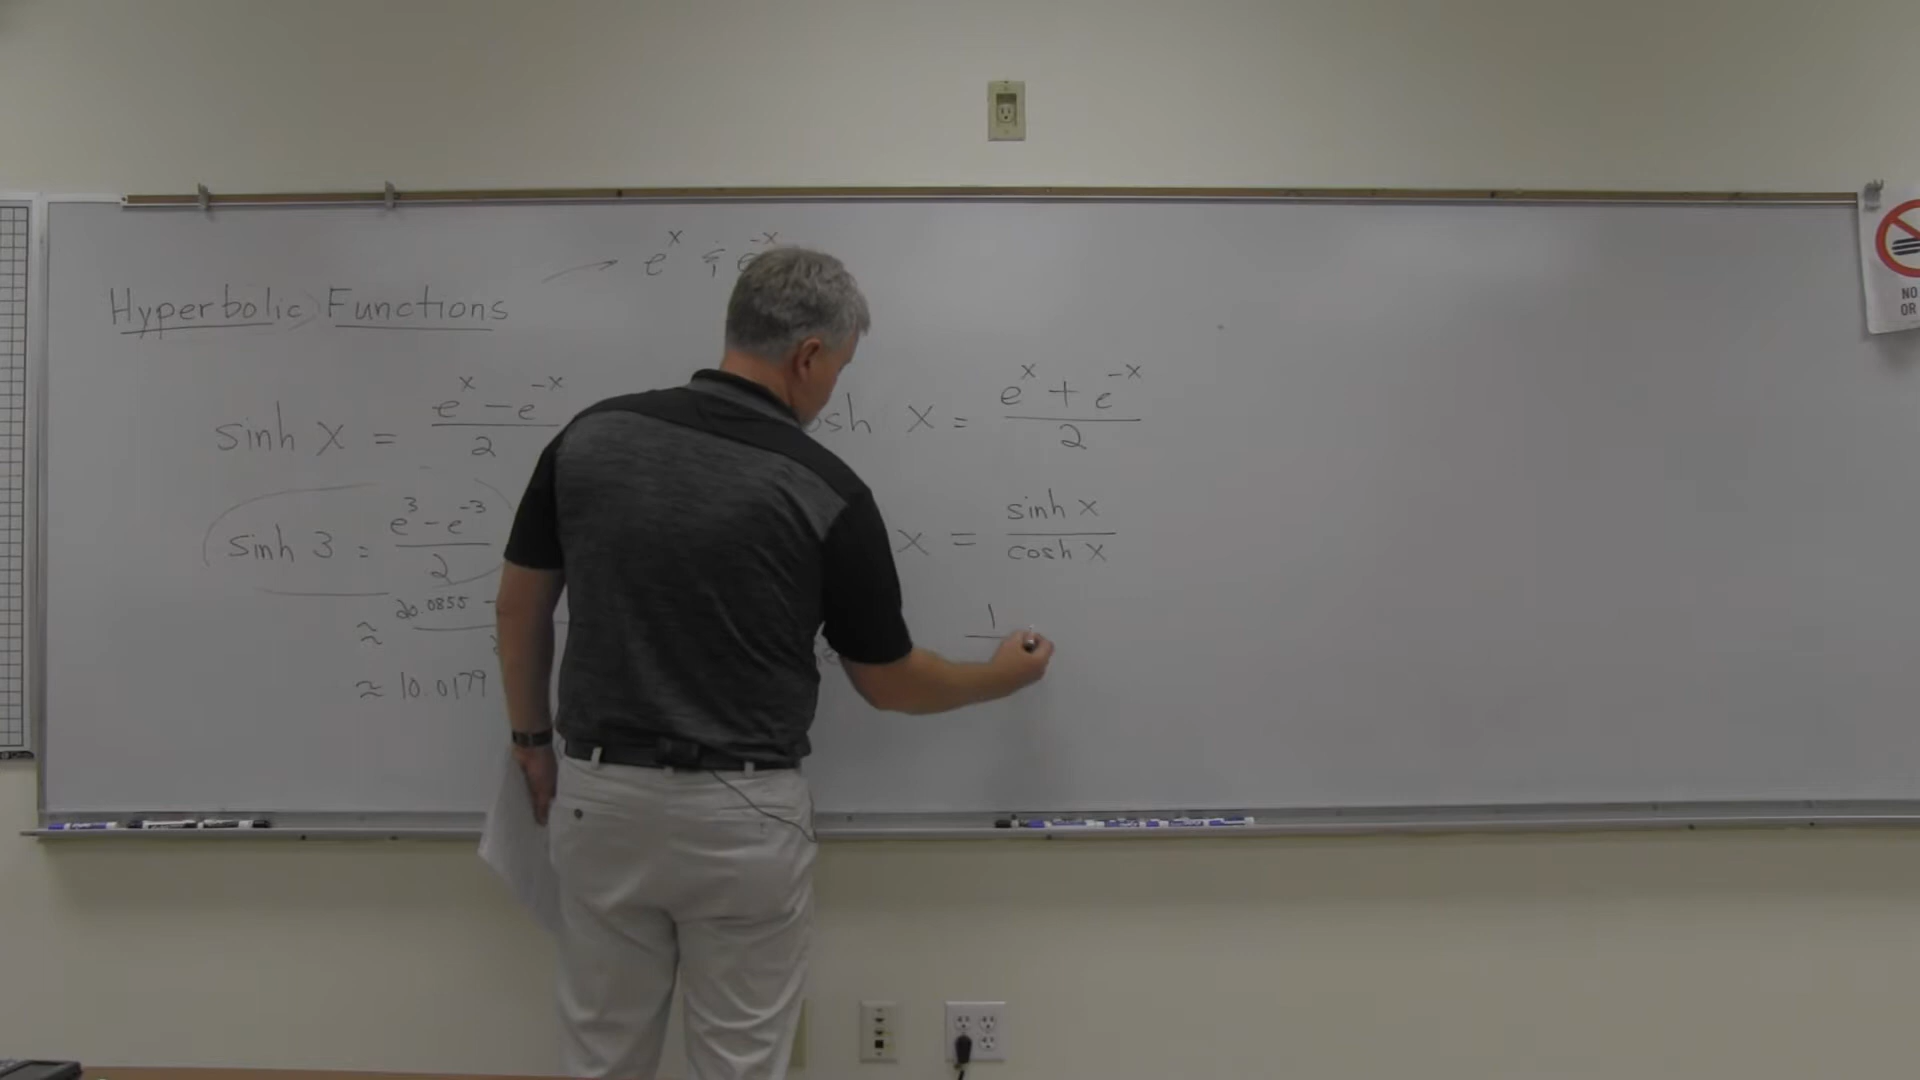 e^x & e^-x
Hyperbolic Functions
sinh x = e^x - e^-x / 2
cosh x = e^x + e^-x / 2
sinh 3 = e^3 - e^-3 / 2
x = sinh x / cosh x
≈ 20.0855 -
1
≈ 10.0179
NO
OR